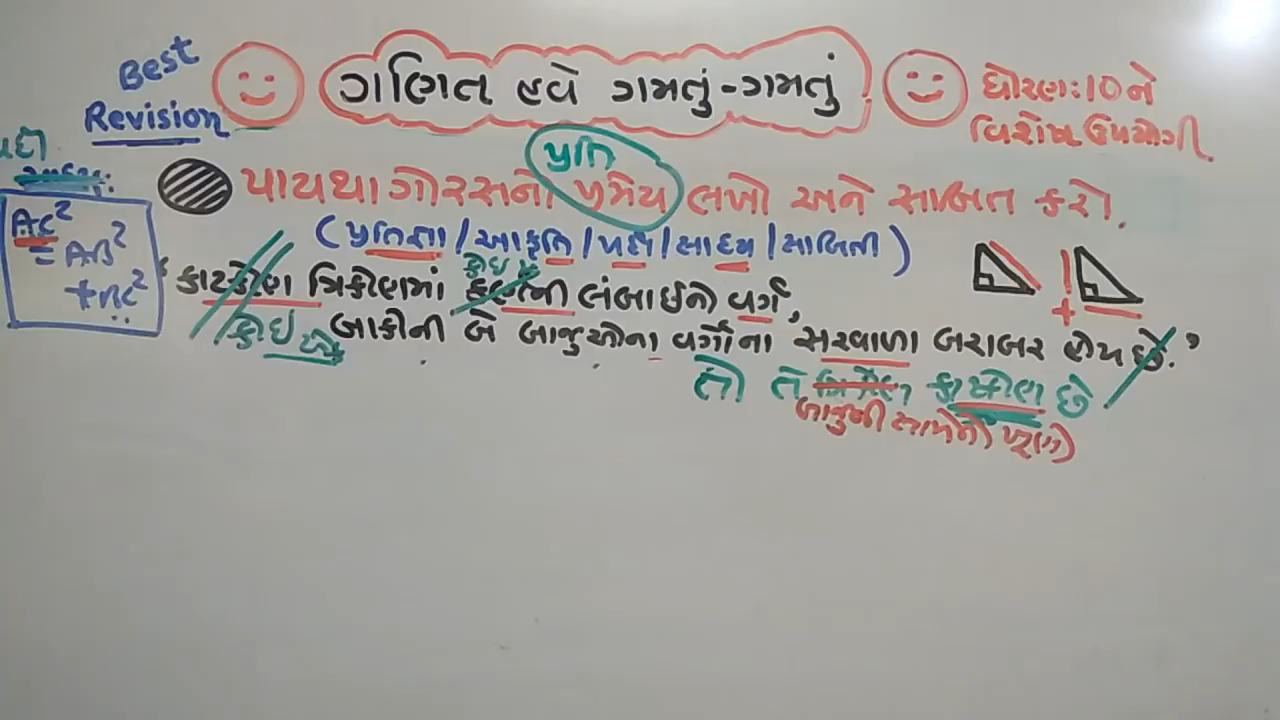 Best
Revision
ગણિત હવે ગમતું-ગમતું
ધોરણ:10ને
વિશેષ ઉપયોગી
પ્રતિ
પાયથાગોરસનો પ્રમેય લખો અને સાબિત કરો.
(પ્રતિજ્ઞા/આકૃતિ/પક્ષ/સાધ્ય/સાબિતી)
AC²
= AB²
+ BC²
"કાટકોણ ત્રિકોણમાં કર્ણની લંબાઈનો વર્ગ,
કોઇ એક
કોઇ બાકીની બે બાજુઓના વર્ગોના સરવાળા બરાબર હોય છે."
તો તે ત્રિકોણ કાટકોણ છે
બાજુની સામેનો ખૂણો